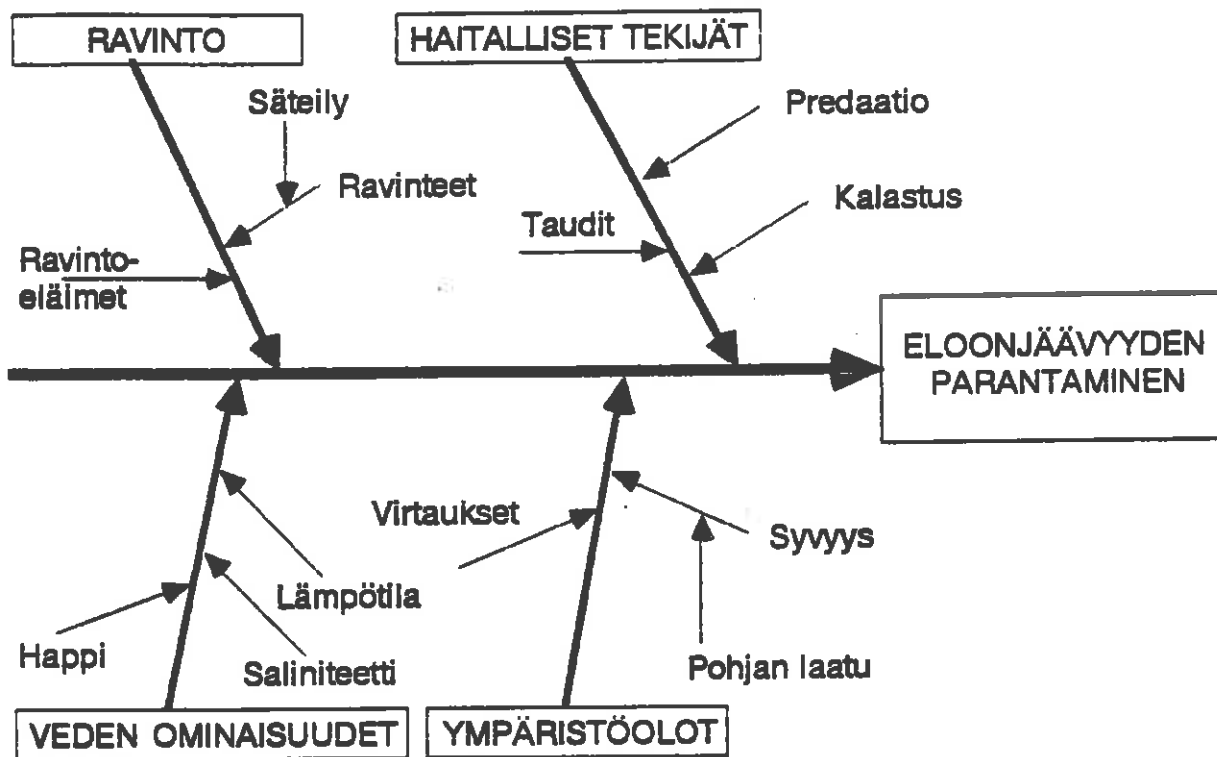 RAVINTO
HAITALLISET TEKIJÄT
Säteily
Predaatio
Ravinteet
Kalastus
Taudit
Ravinto-
eläimet
ELOONJÄÄVYYDEN
PARANTAMINEN
Virtaukset
Syvyys
Lämpötila
Happi
Saliniteetti
Pohjan laatu
VEDEN OMINAISUUDET
YMPÄRISTÖOLOT